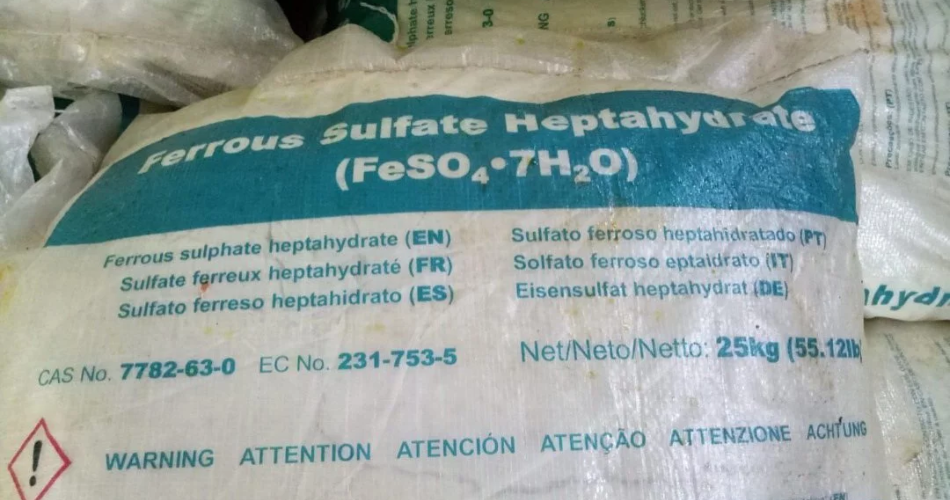 Ferrous Sulfate Heptahydrate
(FeSO₄•7H₂O)
Ferrous sulphate heptahydrate (EN)
Sulfate ferreux heptahydraté (FR)
Sulfato ferreso heptahidrato (ES)
Sulfato ferroso heptahidratado (PT)
Solfato ferroso eptaidrato (IT)
Eisensulfat heptahydrat (DE)
CAS No. 7782-63-0 EC No. 231-753-5
Net/Neto/Netto: 25kg (55.12lb)
WARNING ATTENTION ATENCIÓN ATENÇÃO ATTENZIONE ACHTUNG